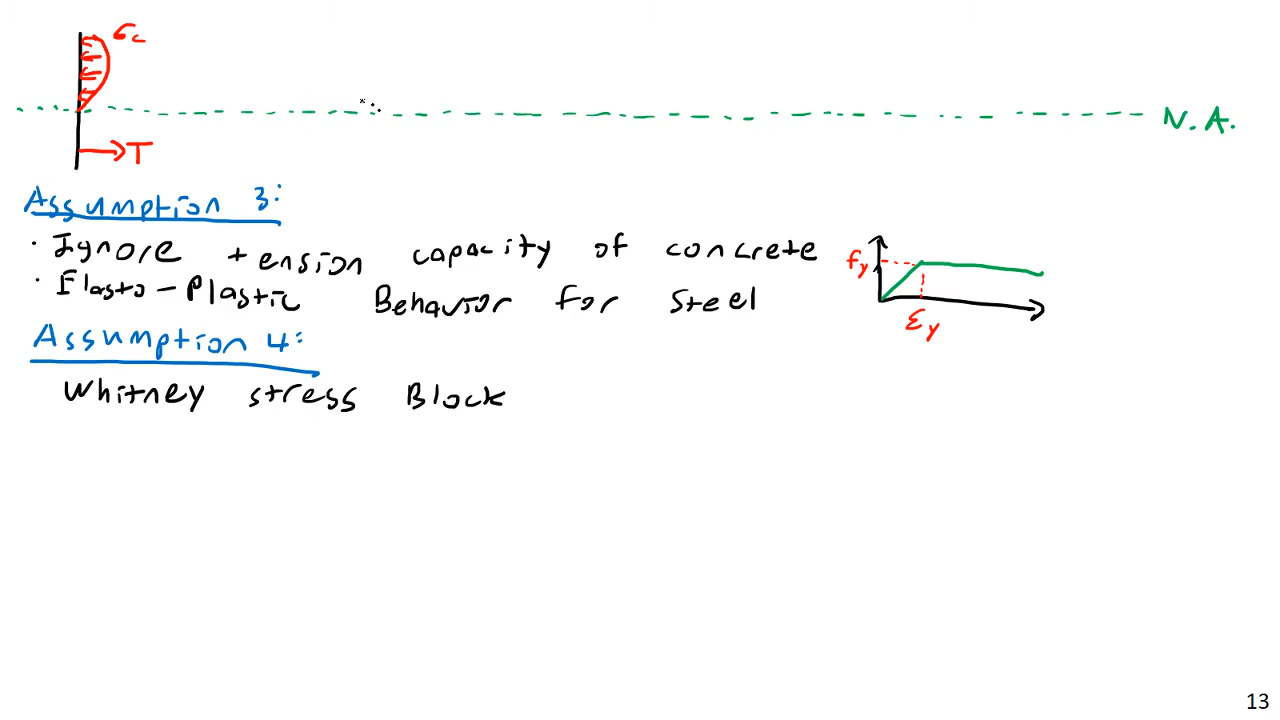 σc
N.A.
T
Assumption 3:
· Ignore tension capacity of concrete
· Elasto-Plastic Behavior for steel
fy
εy
Assumption 4:
Whitney stress Block
13